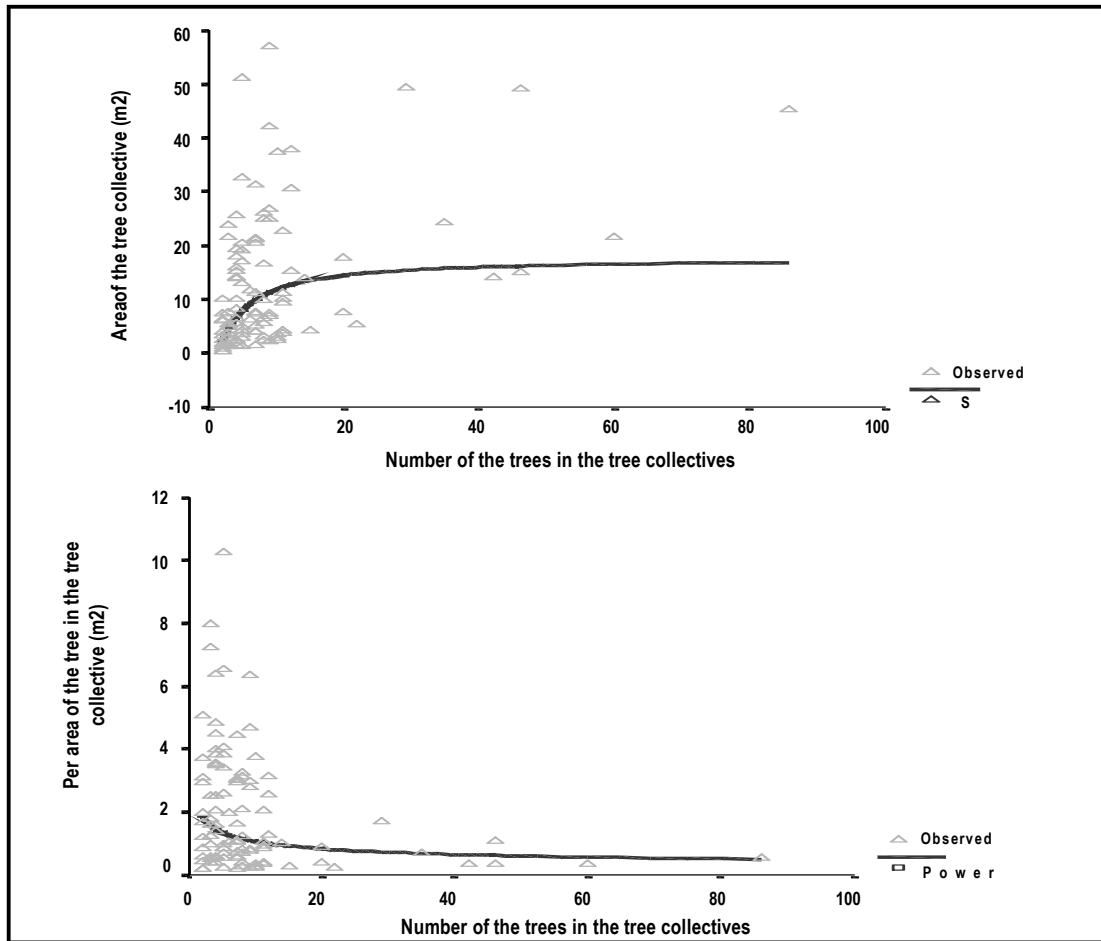 60
50
40
30
20
10
0
-10
Areaof the tree collective (m2)
0 20 40 60 80 100
Number of the trees in the tree collectives
Observed
S
12
10
8
6
4
2
0
Per area of the tree in the tree
collective (m2)
0 20 40 60 80 100
Number of the trees in the tree collectives
Observed
Power